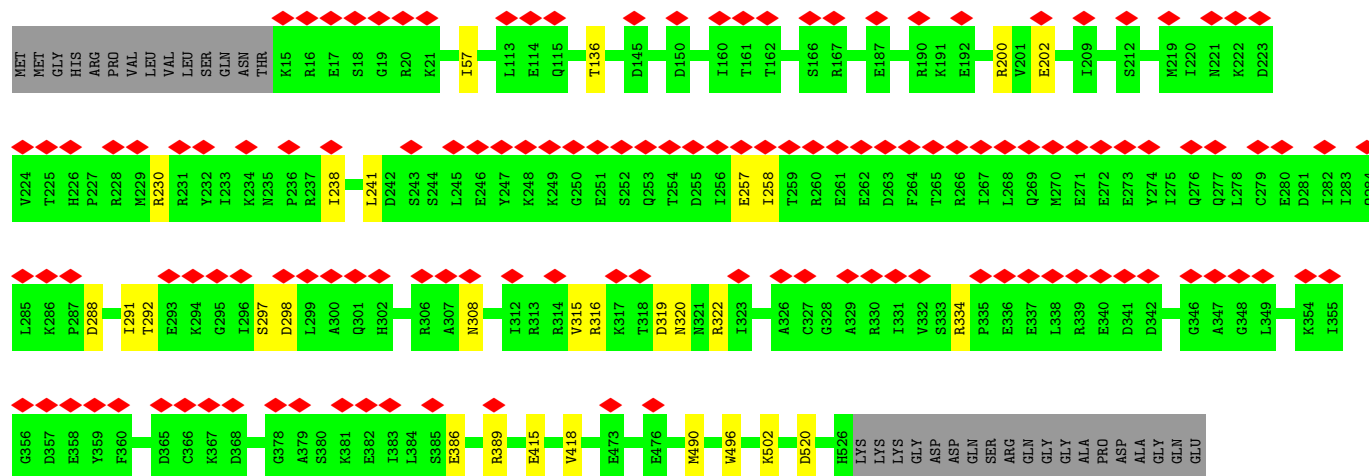 MET MET GLY HIS ARG PRO VAL LEU VAL LEU SER GLN ASN THR K15 R16 E17 S18 G19 R20 K21 I57 L113 E114 Q115 T136 D145 D150 I160 T161 T162 S166 R167 E187 R190 K191 E192 R200 V201 E202 I209 S212 M219 I220 N221 K222 D223
V224 T225 H226 P227 R228 M229 R230 R231 Y232 I233 K234 N235 P236 R237 I238 L241 D242 S243 S244 L245 E246 Y247 K248 K249 G250 E251 S252 Q253 T254 D255 I256 E257 I258 T259 R260 E261 E262 D263 F264 T265 R266 I267 L268 Q269 M270 E271 E272 E273 Y274 I275 Q276 Q277 L278 C279 E280 D281 I282 I283
L285 K286 P287 D288 I291 T292 E293 K294 G295 I296 S297 D298 L299 A300 Q301 H302 R306 A307 N308 I312 R313 R314 V315 R316 K317 T318 D319 N320 N321 R322 I323 A326 C327 G328 A329 R330 I331 V332 S333 R334 P335 E336 E337 L338 R339 E340 D341 D342 G346 A347 G348 L349 K354 I355
G356 D357 E358 Y359 F360 D365 C366 K367 D368 G378 A379 S380 K381 E382 I383 L384 S385 E386 R389 E415 V418 E473 E476 M490 W496 K502 D520 H526 LYS LYS LYS GLY ASP ASP GLN SER ARG GLN GLY GLY ALA PRO ASP ALA GLY GLN GLU